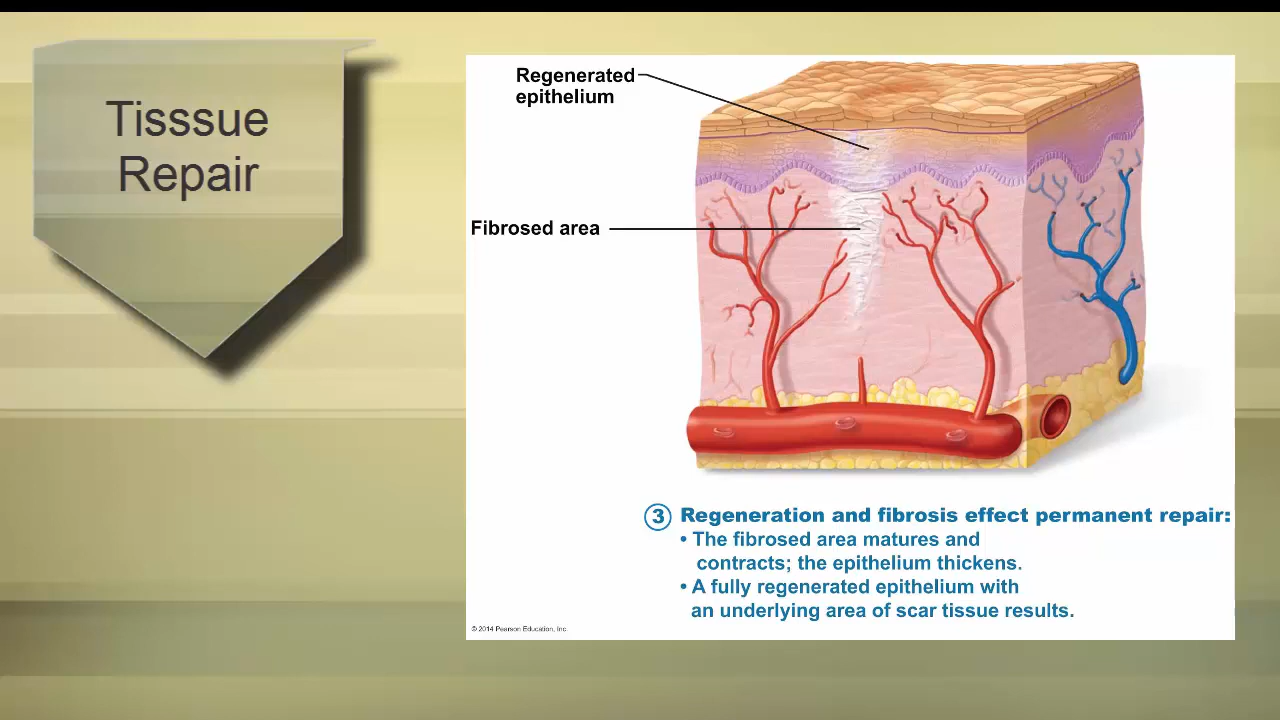 Tisssue
Repair
Regenerated
epithelium
Fibrosed area
3 Regeneration and fibrosis effect permanent repair:
• The fibrosed area matures and
contracts; the epithelium thickens.
• A fully regenerated epithelium with
an underlying area of scar tissue results.
© 2014 Pearson Education, Inc.